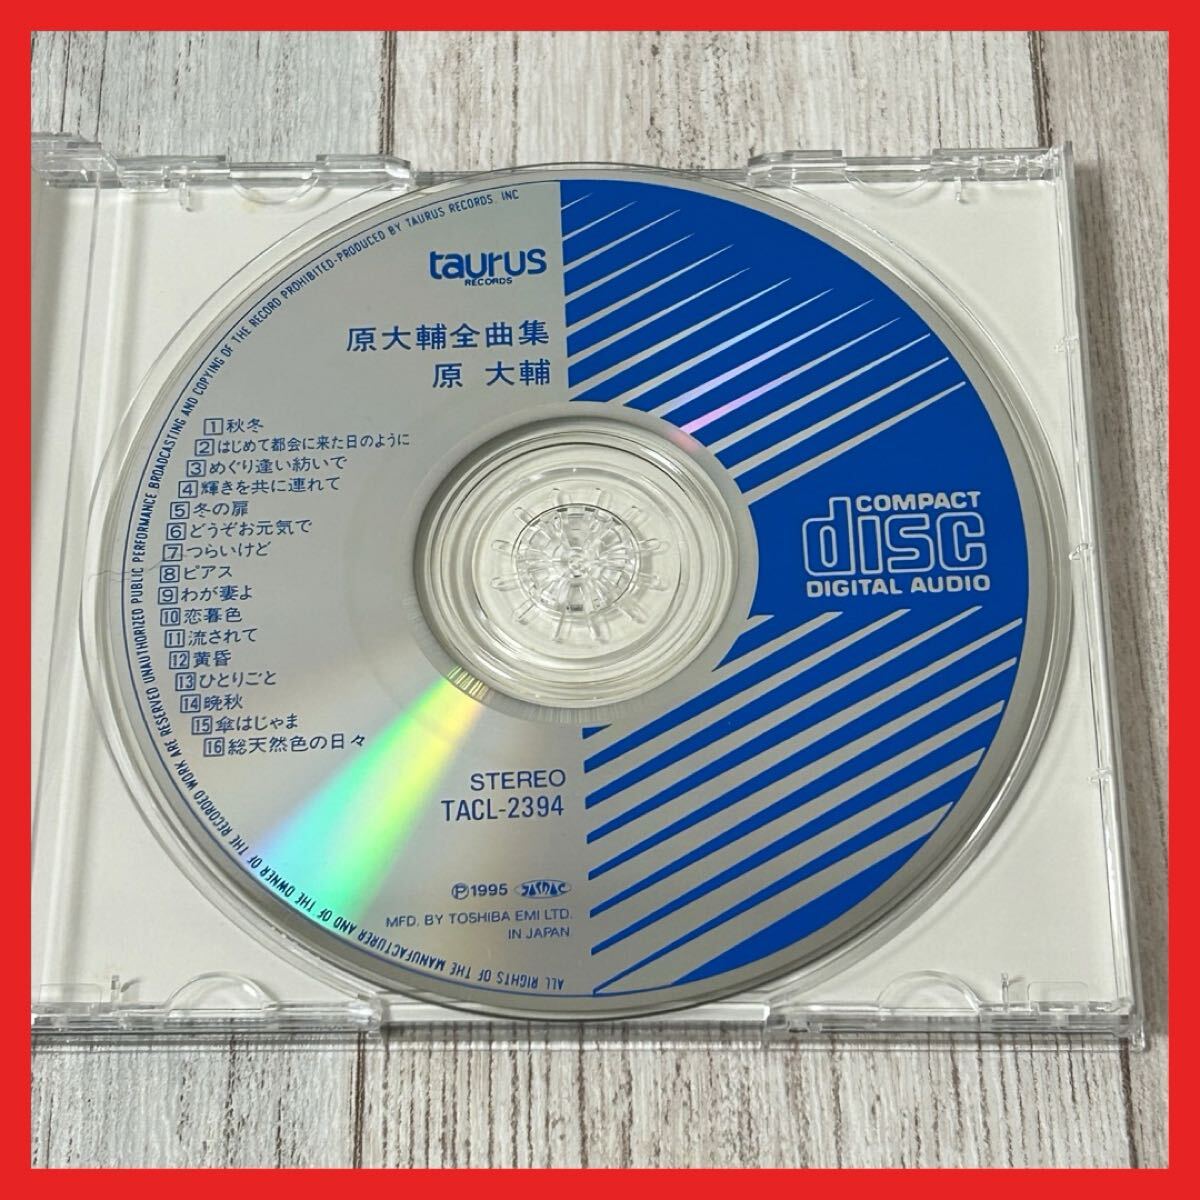 taurus
RECORDS
原大輔全曲集
原 大輔
1 秋冬
2 はじめて都会に来た日のように
3 めぐり逢い紡いで
4 輝きを共に連れて
5 冬の扉
6 どうぞお元気で
7 つらいけど
8 ピアス
9 わが妻よ
10 恋暮色
11 流されて
12 黄昏
13 ひとりごと
14 晩秋
15 傘はじゃま
16 総天然色の日々
COMPACT
disc
DIGITAL AUDIO
STEREO
TACL-2394
Ⓟ1995 JASRAC
MFD. BY TOSHIBA EMI LTD.
IN JAPAN
ALL RIGHTS OF THE MANUFACTURER AND OF THE OWNER OF THE RECORDED WORK ARE RESERVED UNAUTHORIZED PUBLIC PERFORMANCE BROADCASTING AND COPYING OF THE RECORD PROHIBITED-PRODUCED BY TAURUS RECORDS. INC